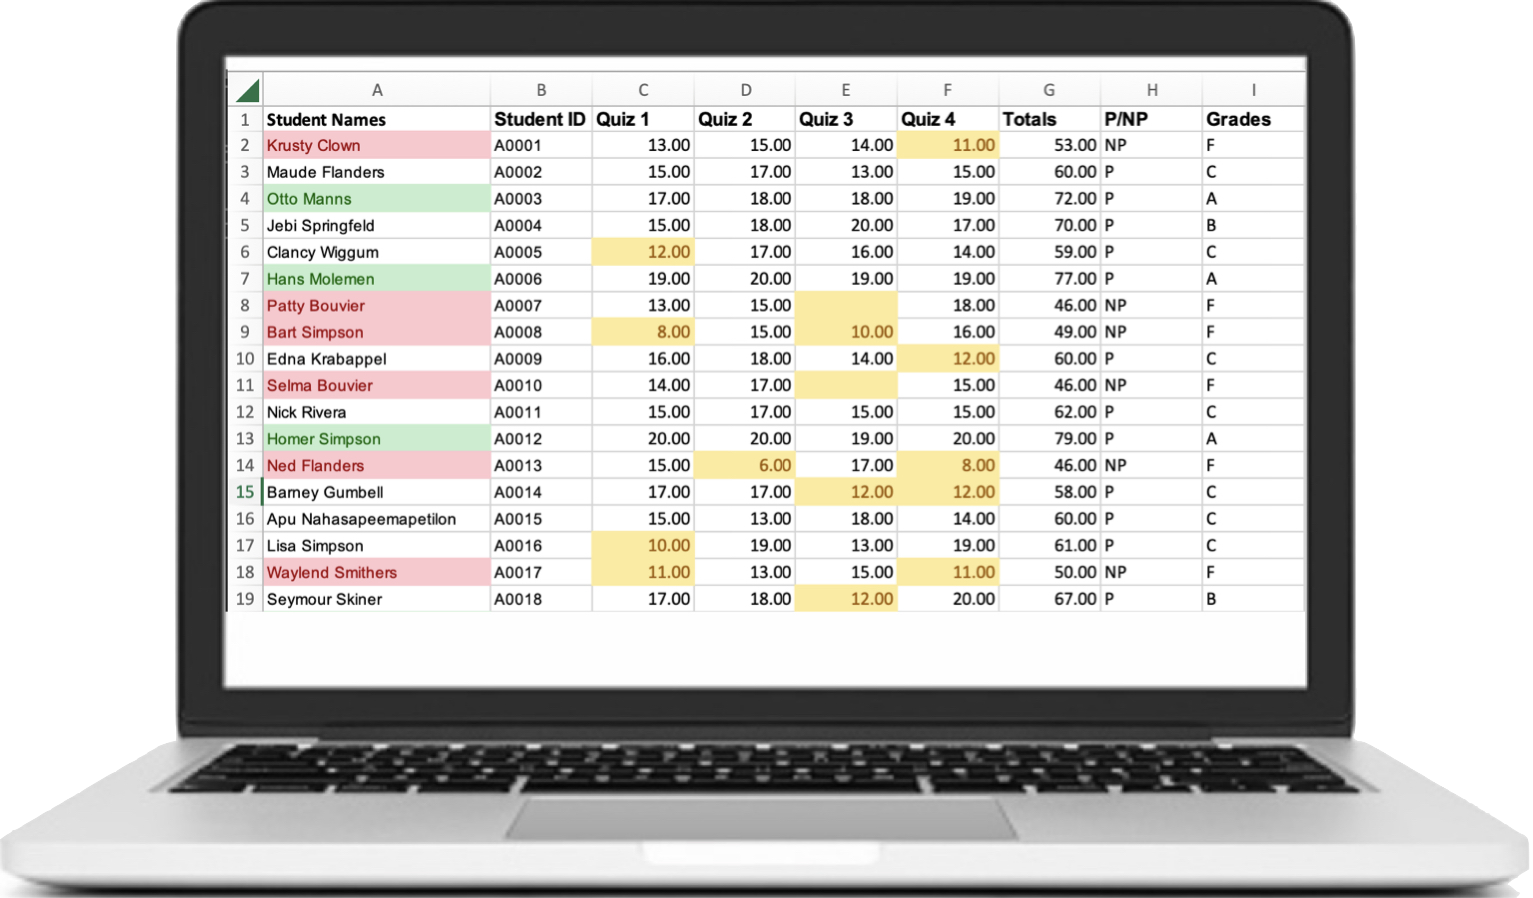 A B C D E F G H I
1 Student Names Student ID Quiz 1 Quiz 2 Quiz 3 Quiz 4 Totals P/NP Grades
2 Krusty Clown A0001 13.00 15.00 14.00 11.00 53.00 NP F
3 Maude Flanders A0002 15.00 17.00 13.00 15.00 60.00 P C
4 Otto Manns A0003 17.00 18.00 18.00 19.00 72.00 P A
5 Jebi Springfeld A0004 15.00 18.00 20.00 17.00 70.00 P B
6 Clancy Wiggum A0005 12.00 17.00 16.00 14.00 59.00 P C
7 Hans Molemen A0006 19.00 20.00 19.00 19.00 77.00 P A
8 Patty Bouvier A0007 13.00 15.00 18.00 46.00 NP F
9 Bart Simpson A0008 8.00 15.00 10.00 16.00 49.00 NP F
10 Edna Krabappel A0009 16.00 18.00 14.00 12.00 60.00 P C
11 Selma Bouvier A0010 14.00 17.00 15.00 46.00 NP F
12 Nick Rivera A0011 15.00 17.00 15.00 15.00 62.00 P C
13 Homer Simpson A0012 20.00 20.00 19.00 20.00 79.00 P A
14 Ned Flanders A0013 15.00 6.00 17.00 8.00 46.00 NP F
15 Barney Gumbell A0014 17.00 17.00 12.00 12.00 58.00 P C
16 Apu Nahasapeemapetilon A0015 15.00 13.00 18.00 14.00 60.00 P C
17 Lisa Simpson A0016 10.00 19.00 13.00 19.00 61.00 P C
18 Waylend Smithers A0017 11.00 13.00 15.00 11.00 50.00 NP F
19 Seymour Skiner A0018 17.00 18.00 12.00 20.00 67.00 P B